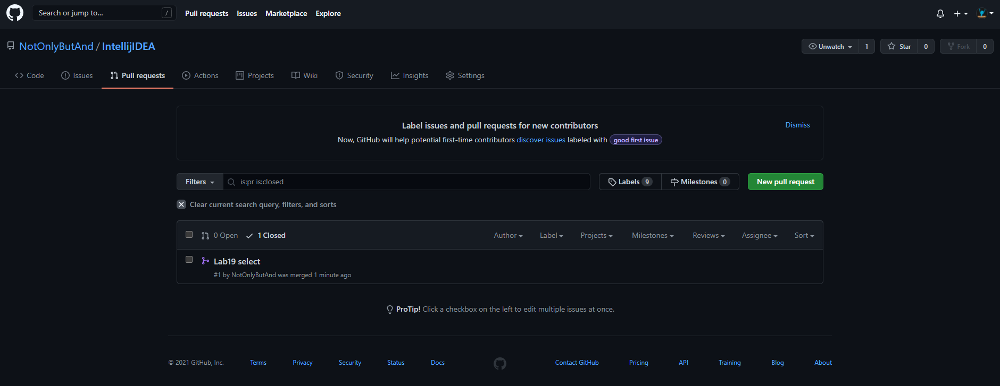 Search or jump to... /
Pull requests Issues Marketplace Explore
NotOnlyButAnd / IntellijIDEA
Unwatch 1 Star 0 Fork 0
Code Issues Pull requests Actions Projects Wiki Security Insights Settings
Label issues and pull requests for new contributors
Dismiss
Now, GitHub will help potential first-time contributors discover issues labeled with good first issue
Filters is:pr is:closed Labels 9 Milestones 0 New pull request
Clear current search query, filters, and sorts
0 Open 1 Closed Author Label Projects Milestones Reviews Assignee Sort
Lab19 select
#1 by NotOnlyButAnd was merged 1 minute ago
ProTip! Click a checkbox on the left to edit multiple issues at once.
© 2021 GitHub, Inc. Terms Privacy Security Status Docs Contact GitHub Pricing API Training Blog About